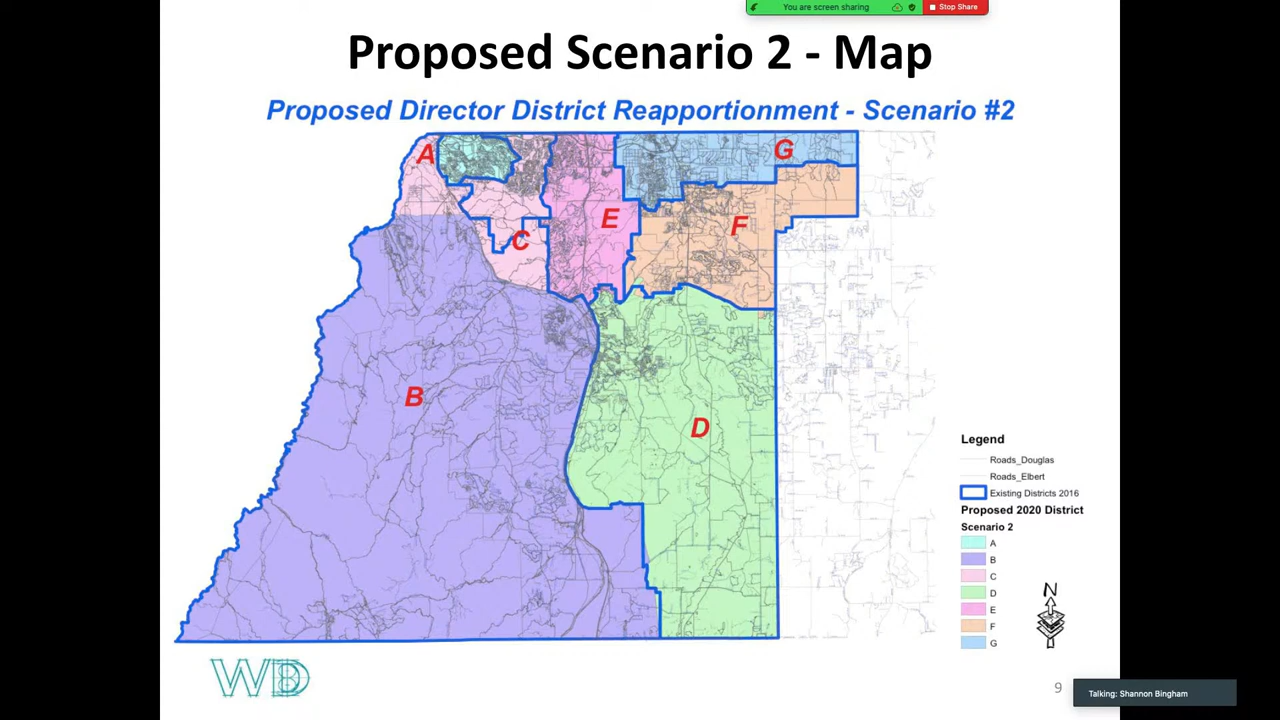 You are screen sharing
Stop Share
Proposed Scenario 2 - Map
Proposed Director District Reapportionment - Scenario #2
A
G
E
F
C
B
D
Legend
Roads_Douglas
Roads_Elbert
Existing Districts 2016
Proposed 2020 District
Scenario 2
A
B
C
D
E
F
G
N
WD
9
Talking: Shannon Bingham